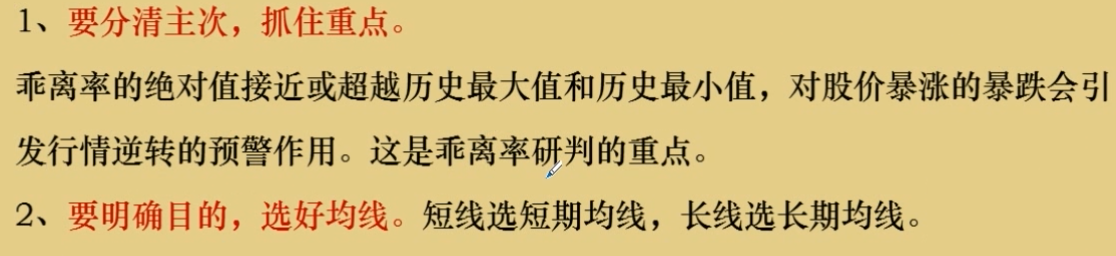 1、要分清主次，抓住重点。
乖离率的绝对值接近或超越历史最大值和历史最小值，对股价暴涨的暴跌会引
发行情逆转的预警作用。这是乖离率研判的重点。
2、要明确目的，选好均线。短线选短期均线，长线选长期均线。